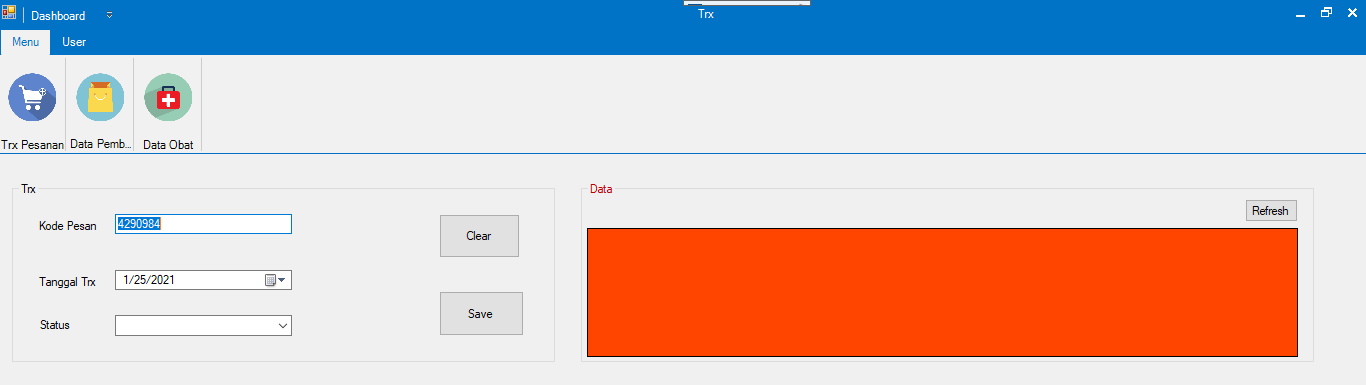 Dashboard
Trx
Menu
User
Trx Pesanan
Data Pemb...
Data Obat
Trx
Kode Pesan
4290984
Clear
Tanggal Trx
1/25/2021
Status
Save
Data
Refresh